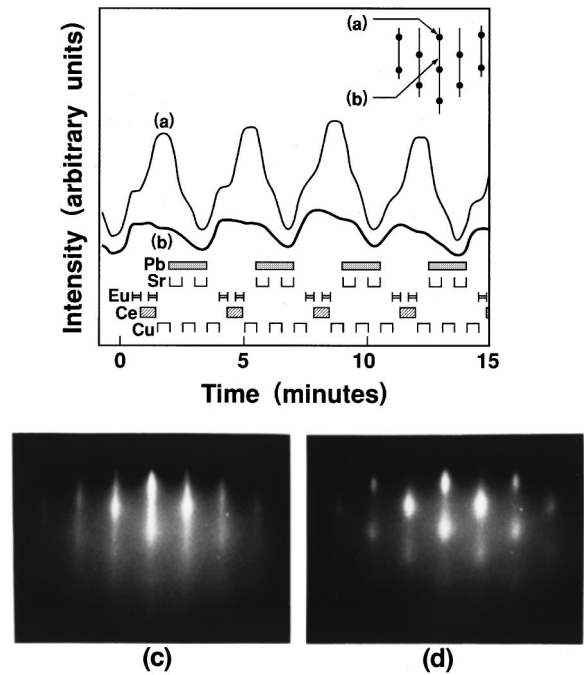 (a)
(b)
(a)
(b)
Intensity (arbitrary units)
Pb
Sr
Eu
Ce
Cu
0 5 10 15
Time (minutes)
(c) (d)